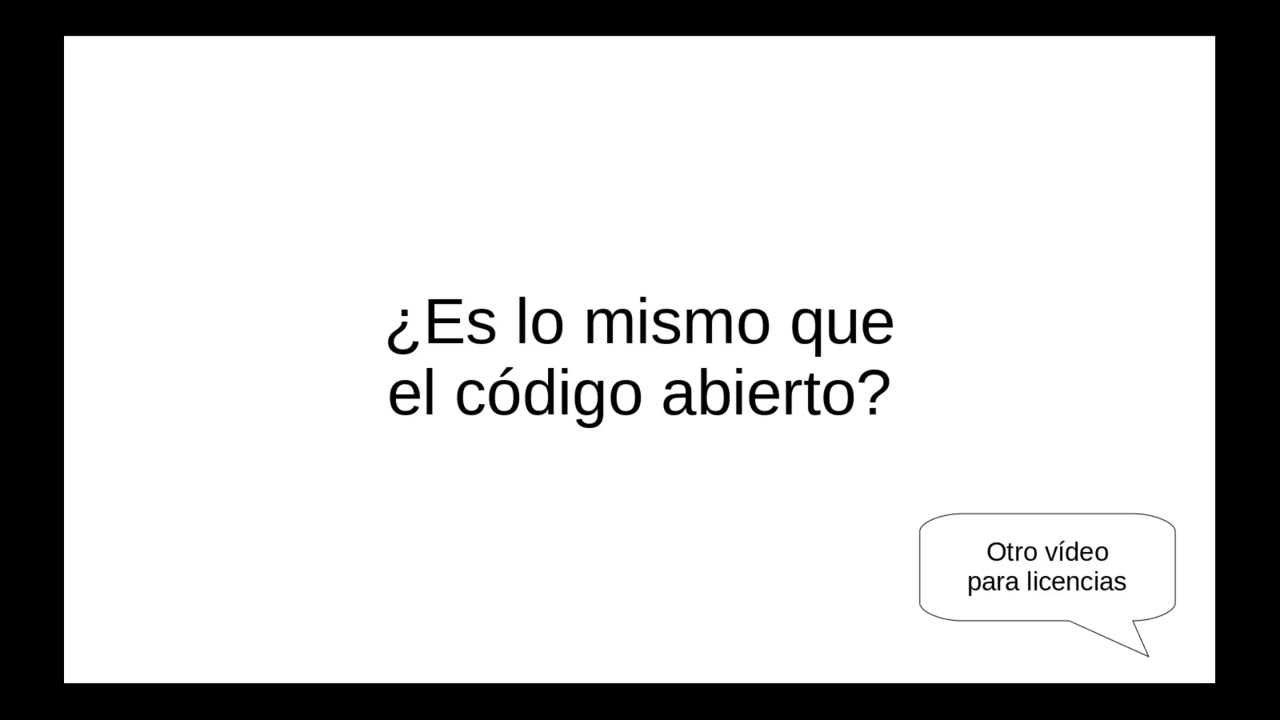 ¿Es lo mismo que
el código abierto?
Otro vídeo
para licencias